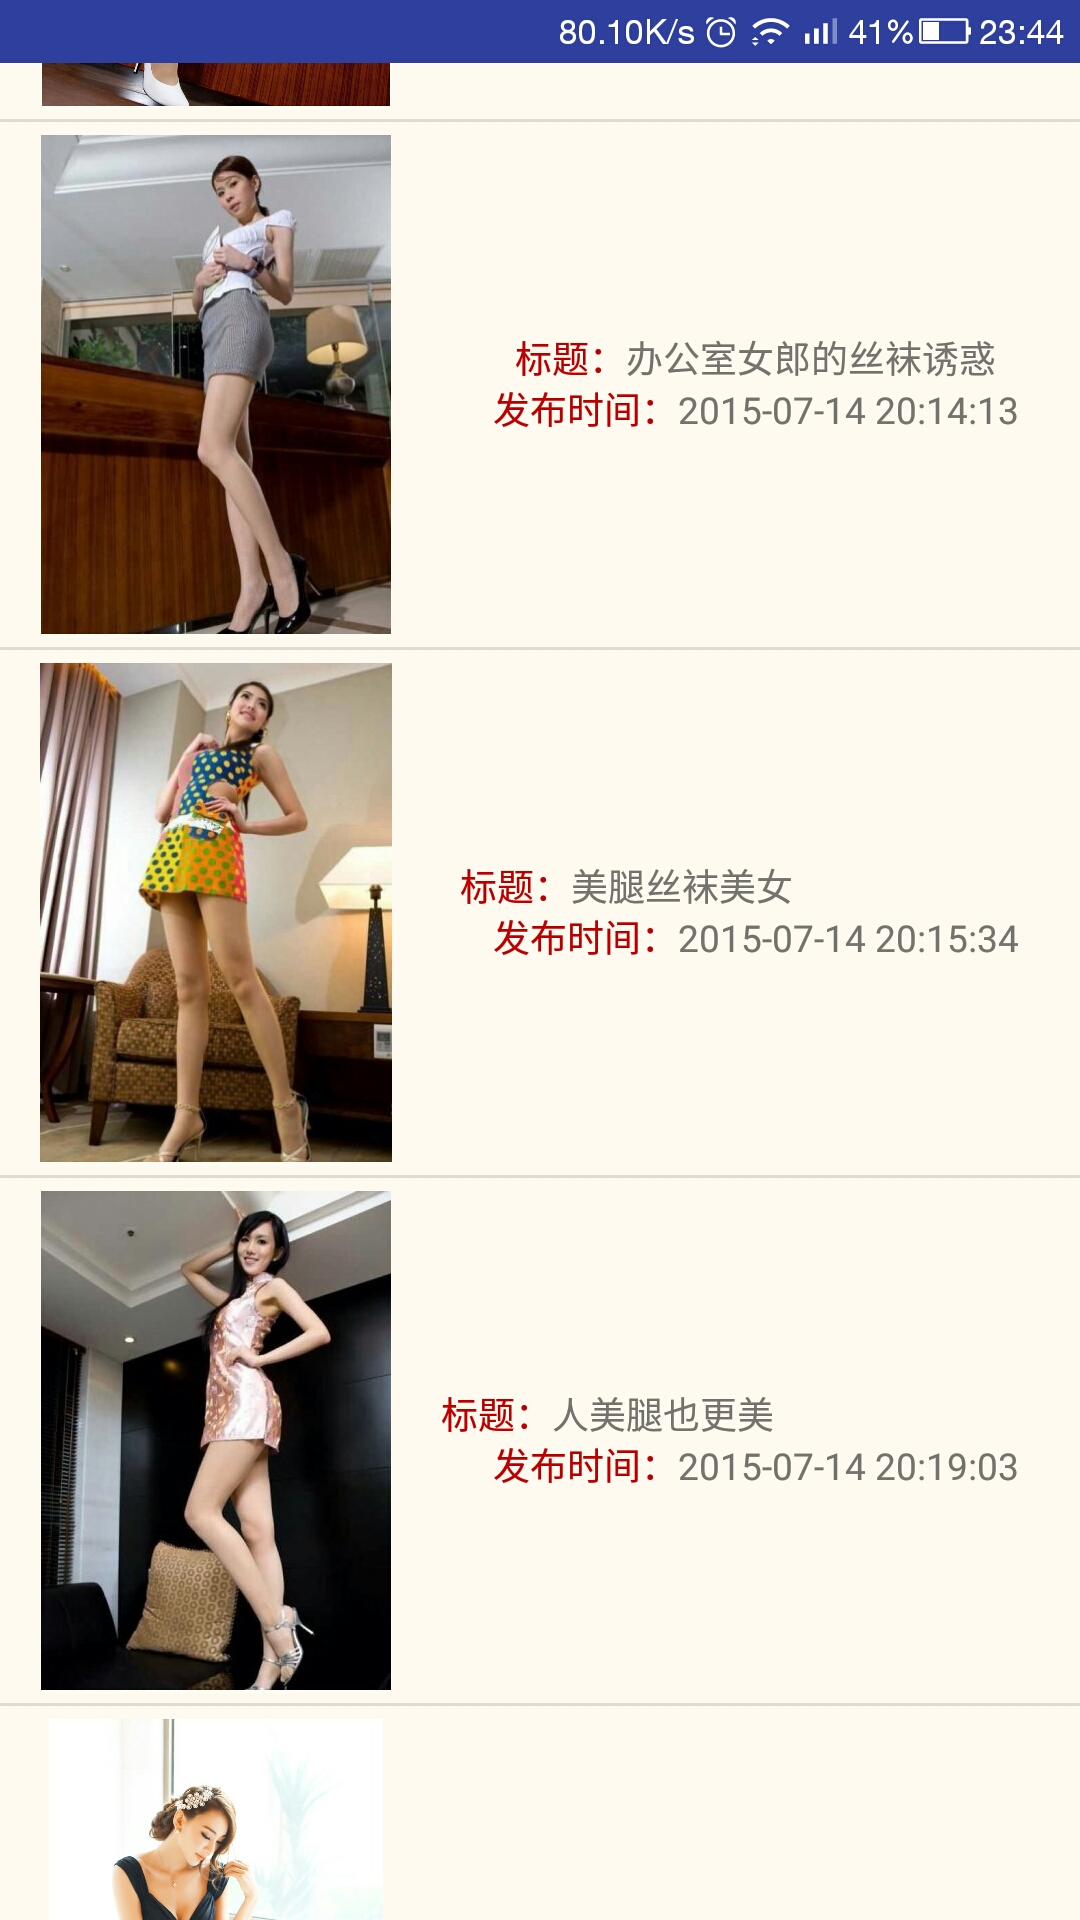 80.10K/s 41% 23:44
标题：办公室女郎的丝袜诱惑
发布时间：2015-07-14 20:14:13
标题：美腿丝袜美女
发布时间：2015-07-14 20:15:34
标题：人美腿也更美
发布时间：2015-07-14 20:19:03